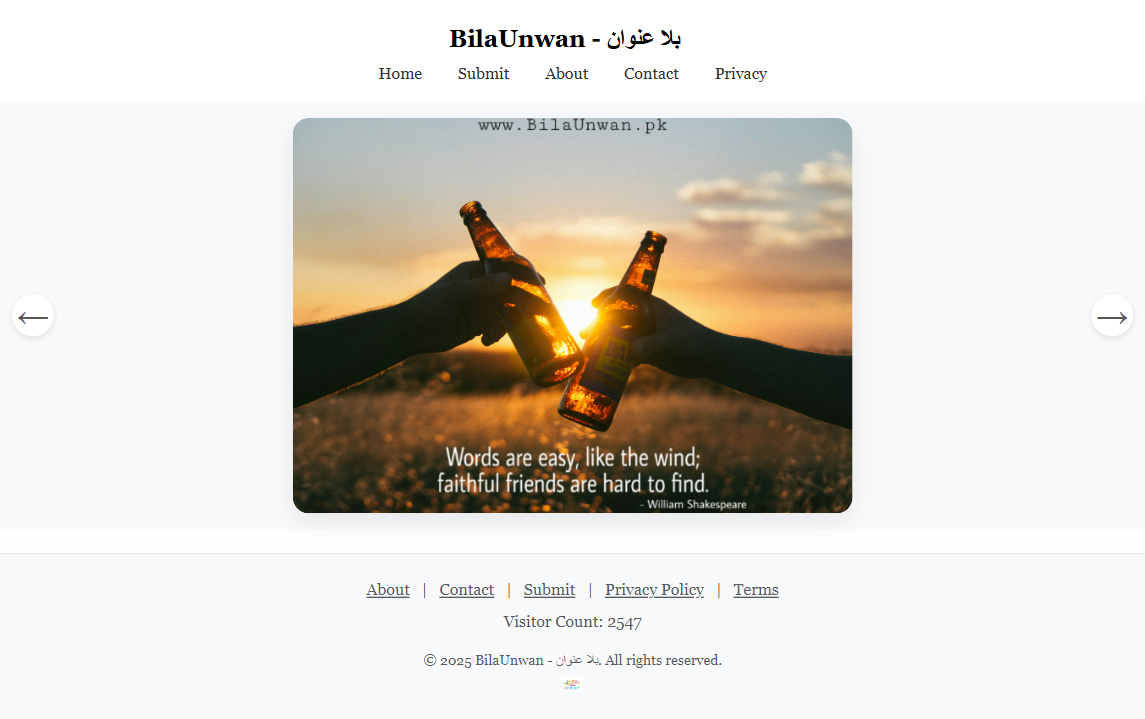 BilaUnwan - بلا عنوان
Home Submit About Contact Privacy
www.BilaUnwan.pk
Words are easy, like the wind;
faithful friends are hard to find.
- William Shakespeare
About | Contact | Submit | Privacy Policy | Terms
Visitor Count: 2547
© 2025 BilaUnwan - بلا عنوان. All rights reserved.